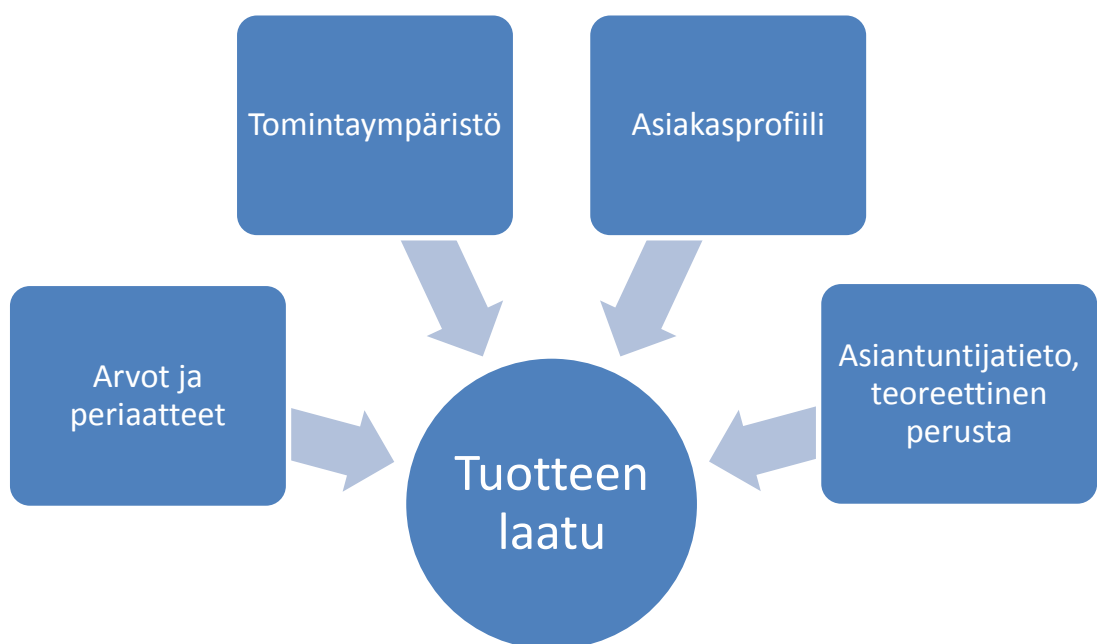 Tomintaympäristö
Asiakasprofiili
Arvot ja
periaatteet
Asiantuntijatieto,
teoreettinen
perusta
Tuotteen
laatu